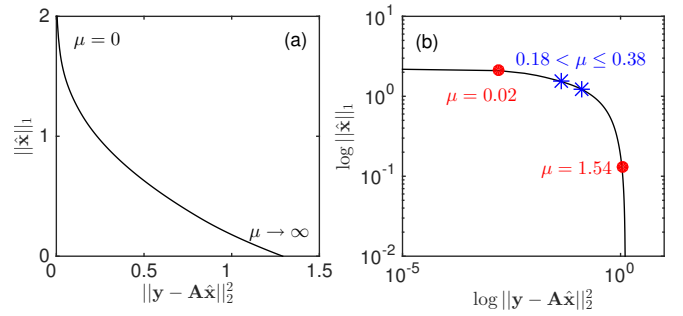 (a)
μ = 0
μ → ∞
2
1
0
0
0.5
1
1.5
||x̂||₁
||y − Ax̂||₂²
(b)
0.18 < μ ≤ 0.38
μ = 0.02
μ = 1.54
10¹
10⁰
10⁻¹
10⁻²
10⁻⁵
10⁰
log ||x̂||₁
log ||y − Ax̂||₂²